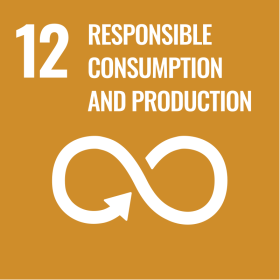 12 RESPONSIBLE
CONSUMPTION
AND PRODUCTION